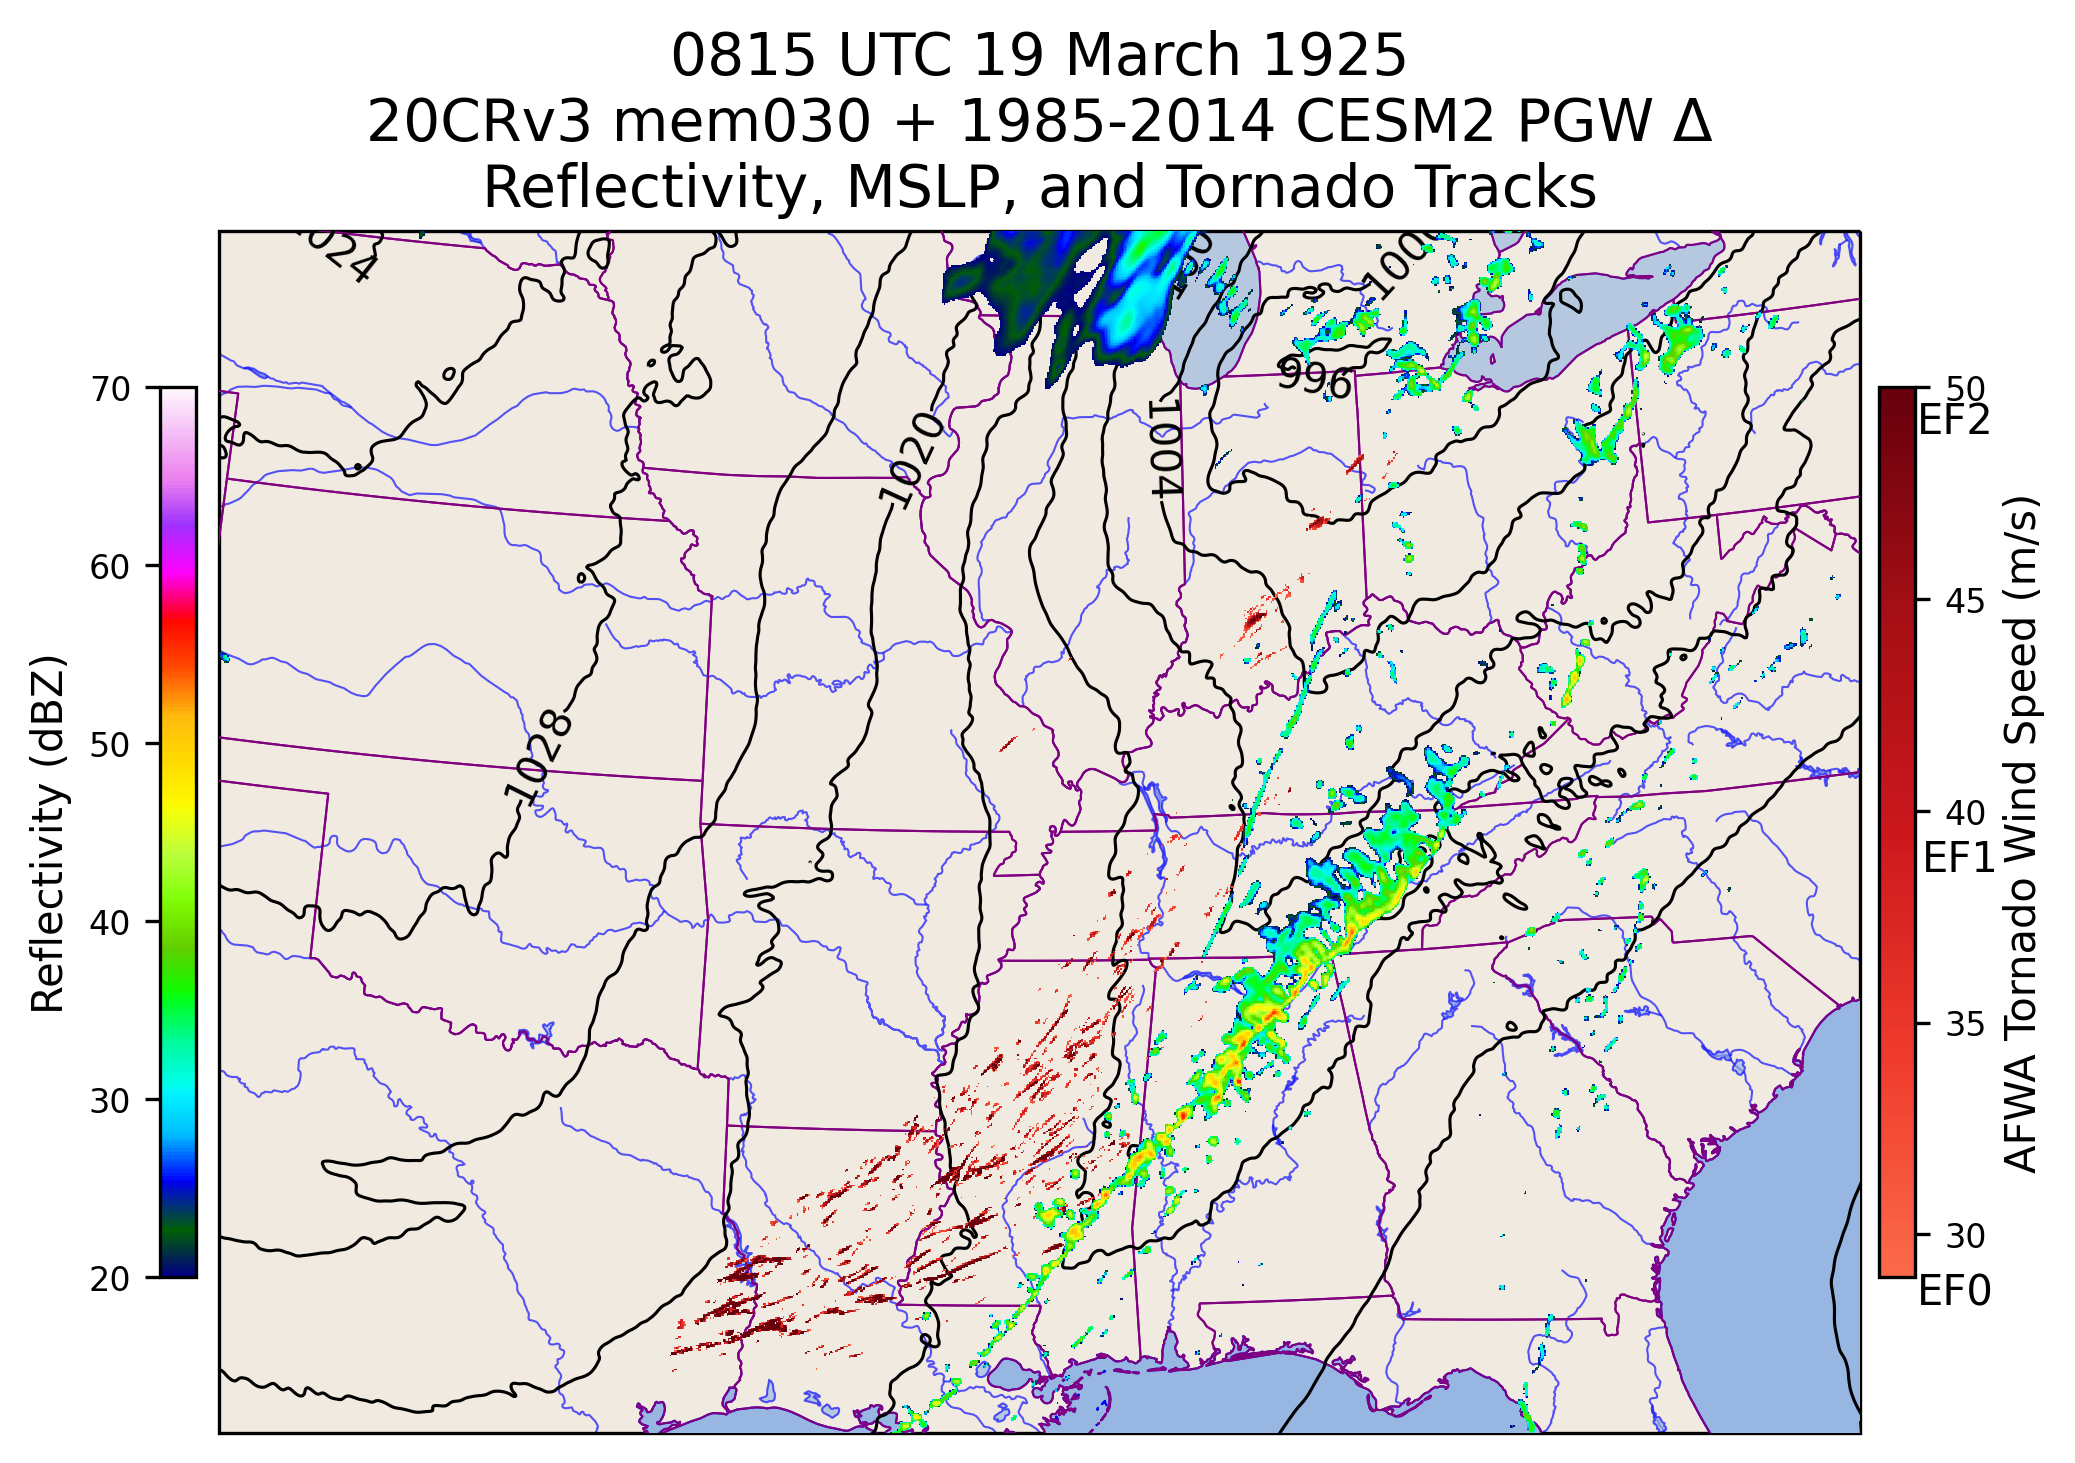 0815 UTC 19 March 1925
20CRv3 mem030 + 1985-2014 CESM2 PGW Δ
Reflectivity, MSLP, and Tornado Tracks
1024
1000
996
1020
1004
1028
70
60
50
40
30
20
Reflectivity (dBZ)
50
EF2
45
40
EF1
35
30
EF0
AFWA Tornado Wind Speed (m/s)